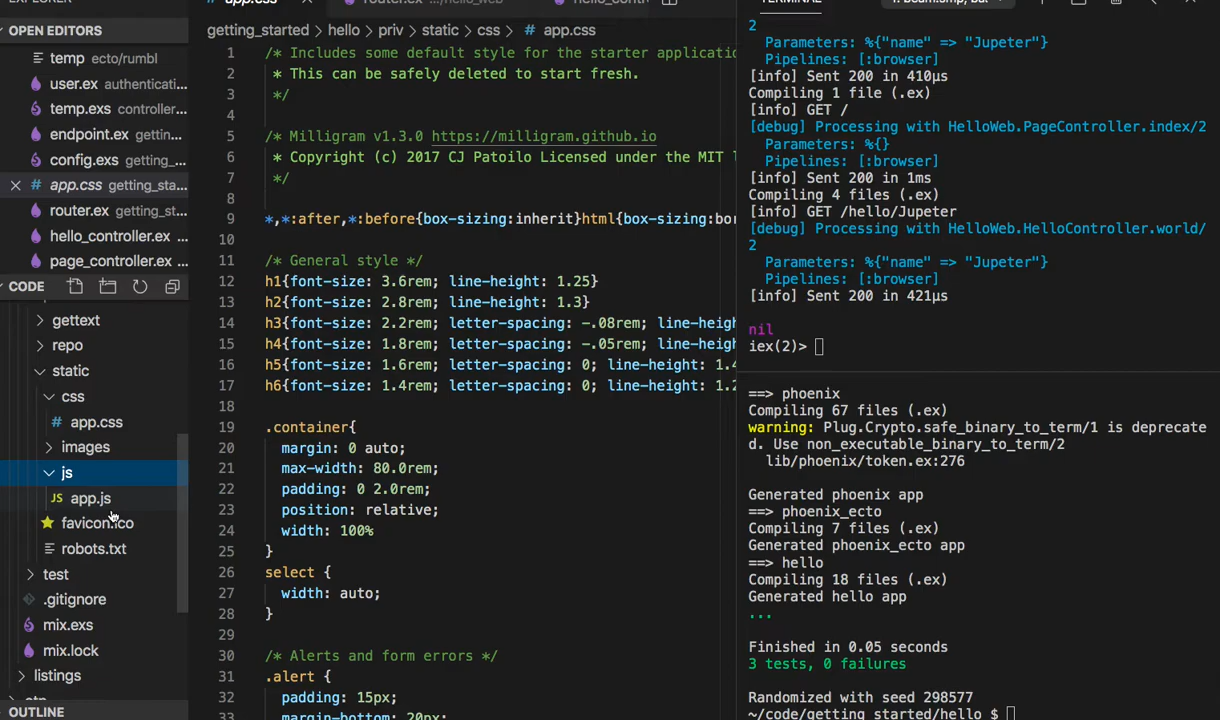 OPEN EDITORS
temp ecto/rumbl
user.ex authenticati...
temp.exs controller...
endpoint.ex gettin...
config.exs getting_...
app.css getting_sta...
router.ex getting_st...
hello_controller.ex ...
page_controller.ex ...
CODE
gettext
repo
static
css
app.css
images
js
JS app.js
favicon.ico
robots.txt
test
.gitignore
mix.exs
mix.lock
listings
OUTLINE
getting_started > hello > priv > static > css > # app.css
1 /* Includes some default style for the starter applicatio
2 * This can be safely deleted to start fresh.
3 */
4
5 /* Milligram v1.3.0 https://milligram.github.io
6 * Copyright (c) 2017 CJ Patoilo Licensed under the MIT l
7 */
8
9 *,*:after,*:before{box-sizing:inherit}html{box-sizing:bor
10
11 /* General style */
12 h1{font-size: 3.6rem; line-height: 1.25}
13 h2{font-size: 2.8rem; line-height: 1.3}
14 h3{font-size: 2.2rem; letter-spacing: -.08rem; line-heigh
15 h4{font-size: 1.8rem; letter-spacing: -.05rem; line-heigh
16 h5{font-size: 1.6rem; letter-spacing: 0; line-height: 1.4
17 h6{font-size: 1.4rem; letter-spacing: 0; line-height: 1.2
18
19 .container{
20 margin: 0 auto;
21 max-width: 80.0rem;
22 padding: 0 2.0rem;
23 position: relative;
24 width: 100%
25 }
26 select {
27 width: auto;
28 }
29
30 /* Alerts and form errors */
31 .alert {
32 padding: 15px;
33 margin-bottom: 20px;
2
Parameters: %{"name" => "Jupeter"}
Pipelines: [:browser]
[info] Sent 200 in 410µs
Compiling 1 file (.ex)
[info] GET /
[debug] Processing with HelloWeb.PageController.index/2
Parameters: %{}
Pipelines: [:browser]
[info] Sent 200 in 1ms
Compiling 4 files (.ex)
[info] GET /hello/Jupeter
[debug] Processing with HelloWeb.HelloController.world/
2
Parameters: %{"name" => "Jupeter"}
Pipelines: [:browser]
[info] Sent 200 in 421µs
nil
iex(2)>
==> phoenix
Compiling 67 files (.ex)
warning: Plug.Crypto.safe_binary_to_term/1 is deprecate
d. Use non_executable_binary_to_term/2
lib/phoenix/token.ex:276
Generated phoenix app
==> phoenix_ecto
Compiling 7 files (.ex)
Generated phoenix_ecto app
==> hello
Compiling 18 files (.ex)
Generated hello app
...
Finished in 0.05 seconds
3 tests, 0 failures
Randomized with seed 298577
~/code/getting_started/hello $